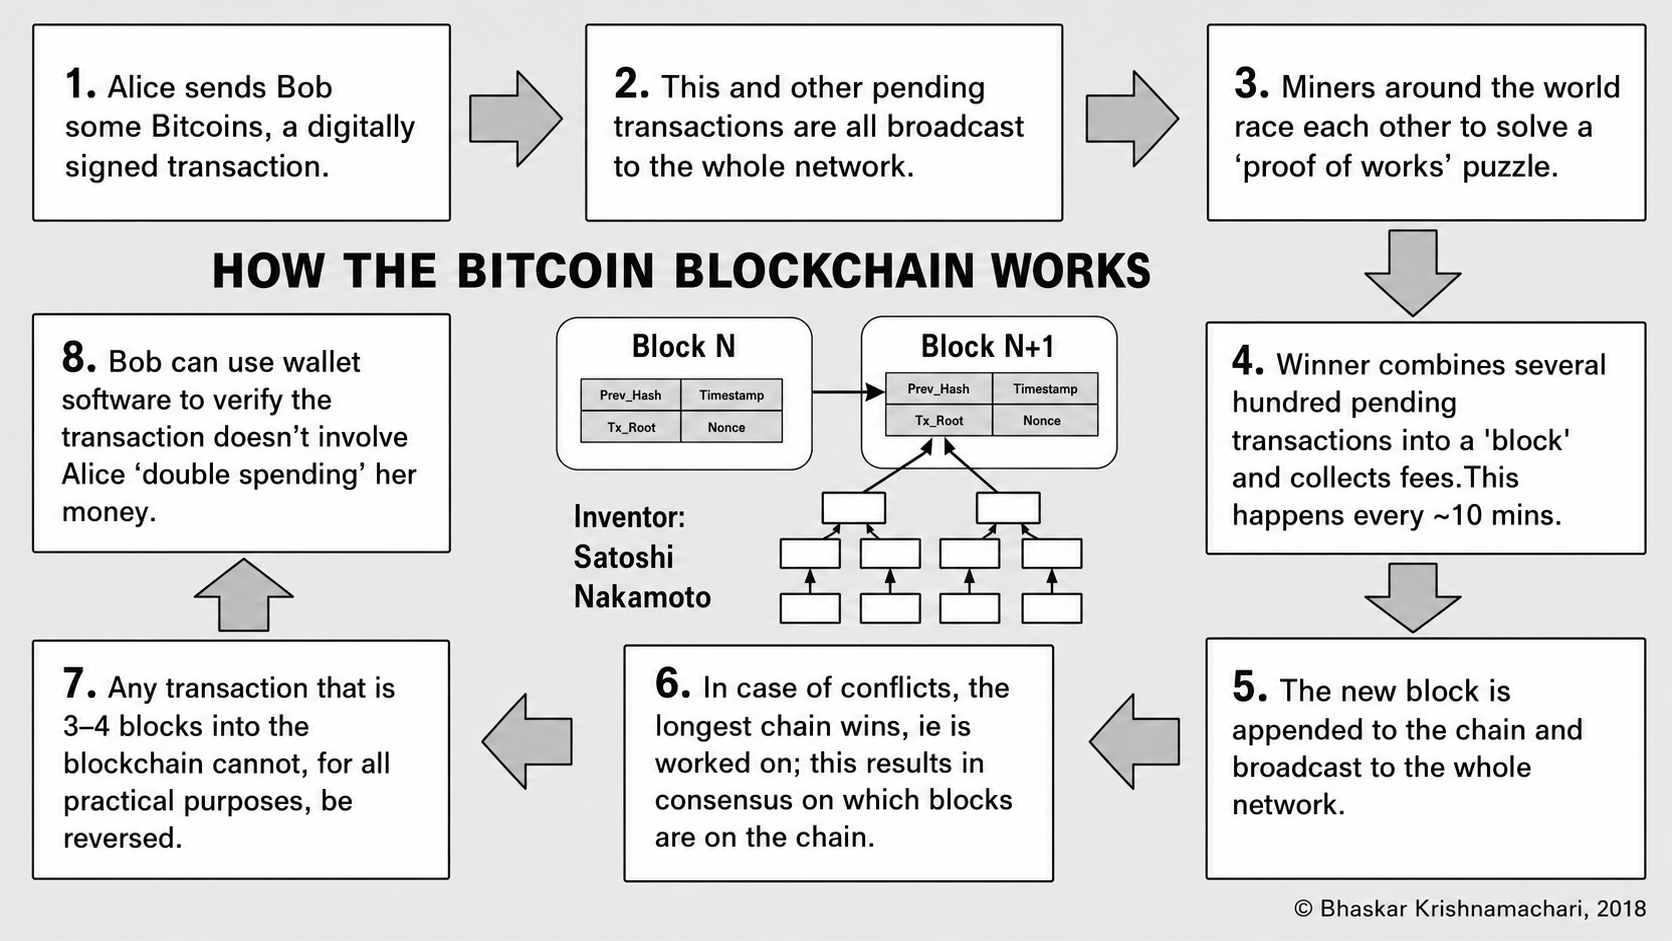 1. Alice sends Bob
some Bitcoins, a digitally
signed transaction.
2. This and other pending
transactions are all broadcast
to the whole network.
3. Miners around the world
race each other to solve a
‘proof of works’ puzzle.
HOW THE BITCOIN BLOCKCHAIN WORKS
4. Winner combines several
hundred pending
transactions into a 'block'
and collects fees.This
happens every ~10 mins.
5. The new block is
appended to the chain and
broadcast to the whole
network.
6. In case of conflicts, the
longest chain wins, ie is
worked on; this results in
consensus on which blocks
are on the chain.
7. Any transaction that is
3–4 blocks into the
blockchain cannot, for all
practical purposes, be
reversed.
8. Bob can use wallet
software to verify the
transaction doesn’t involve
Alice ‘double spending’ her
money.
Block N
Prev_Hash Timestamp
Tx_Root Nonce
Block N+1
Prev_Hash Timestamp
Tx_Root Nonce
Inventor:
Satoshi
Nakamoto
© Bhaskar Krishnamachari, 2018